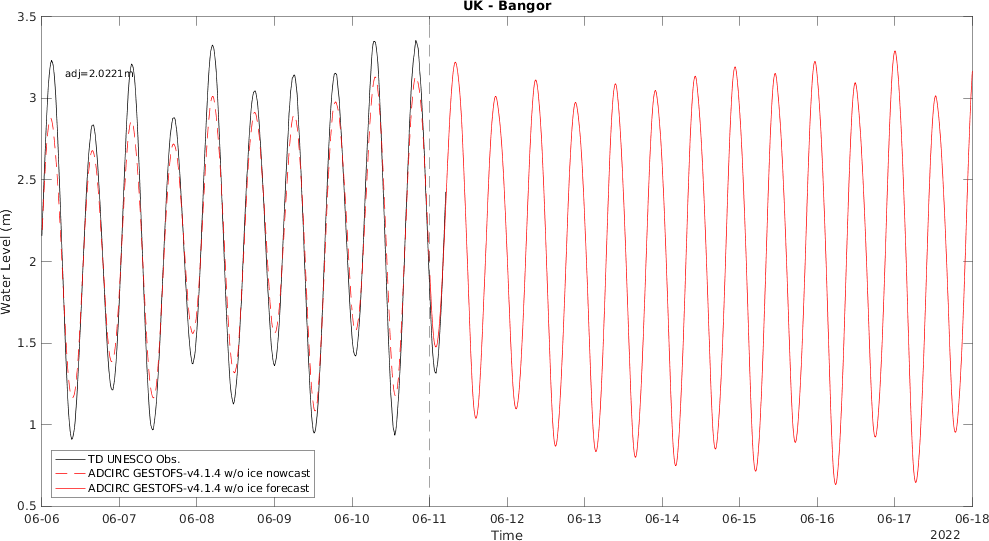 UK - Bangor
3.5
adj=2.0221m
3
2.5
2
1.5
1
0.5
Water Level (m)
TD UNESCO Obs.
ADCIRC GESTOFS-v4.1.4 w/o ice nowcast
ADCIRC GESTOFS-v4.1.4 w/o ice forecast
06-06 06-07 06-08 06-09 06-10 06-11 06-12 06-13 06-14 06-15 06-16 06-17 06-18
Time
2022